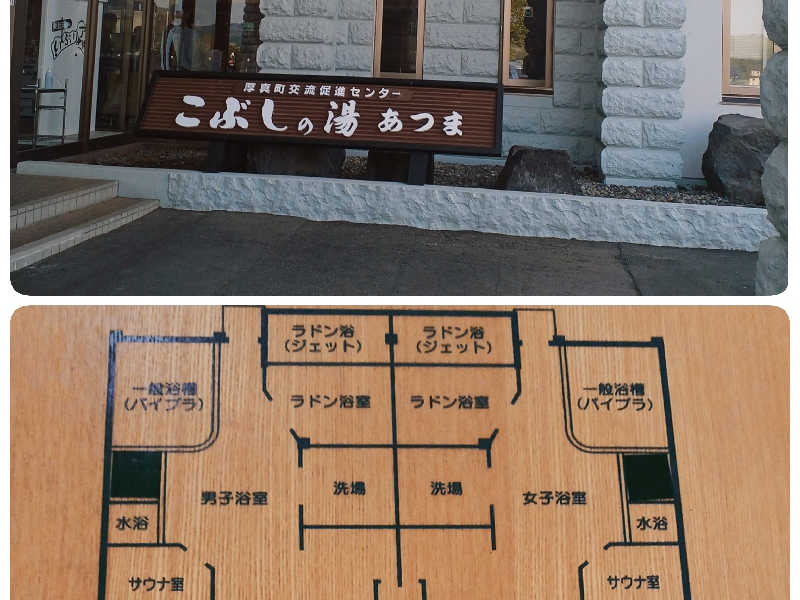 厚真町交流促進センター
こぶしの湯 あつま
ラドン浴 ラドン浴
(ジェット) (ジェット)
一般浴槽 一般浴槽
(バイブラ) (バイブラ)
ラドン浴室 ラドン浴室
洗場 洗場
男子浴室 女子浴室
水浴 水浴
サウナ室 サウナ室